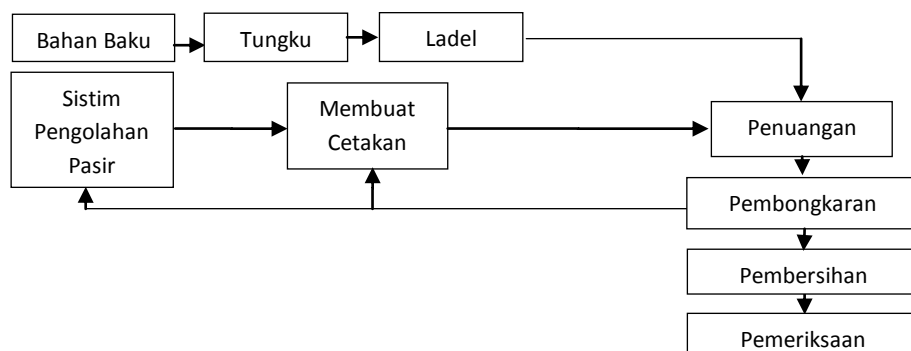 Bahan Baku
Tungku
Ladel
Sistim
Pengolahan
Pasir
Membuat
Cetakan
Penuangan
Pembongkaran
Pembersihan
Pemeriksaan